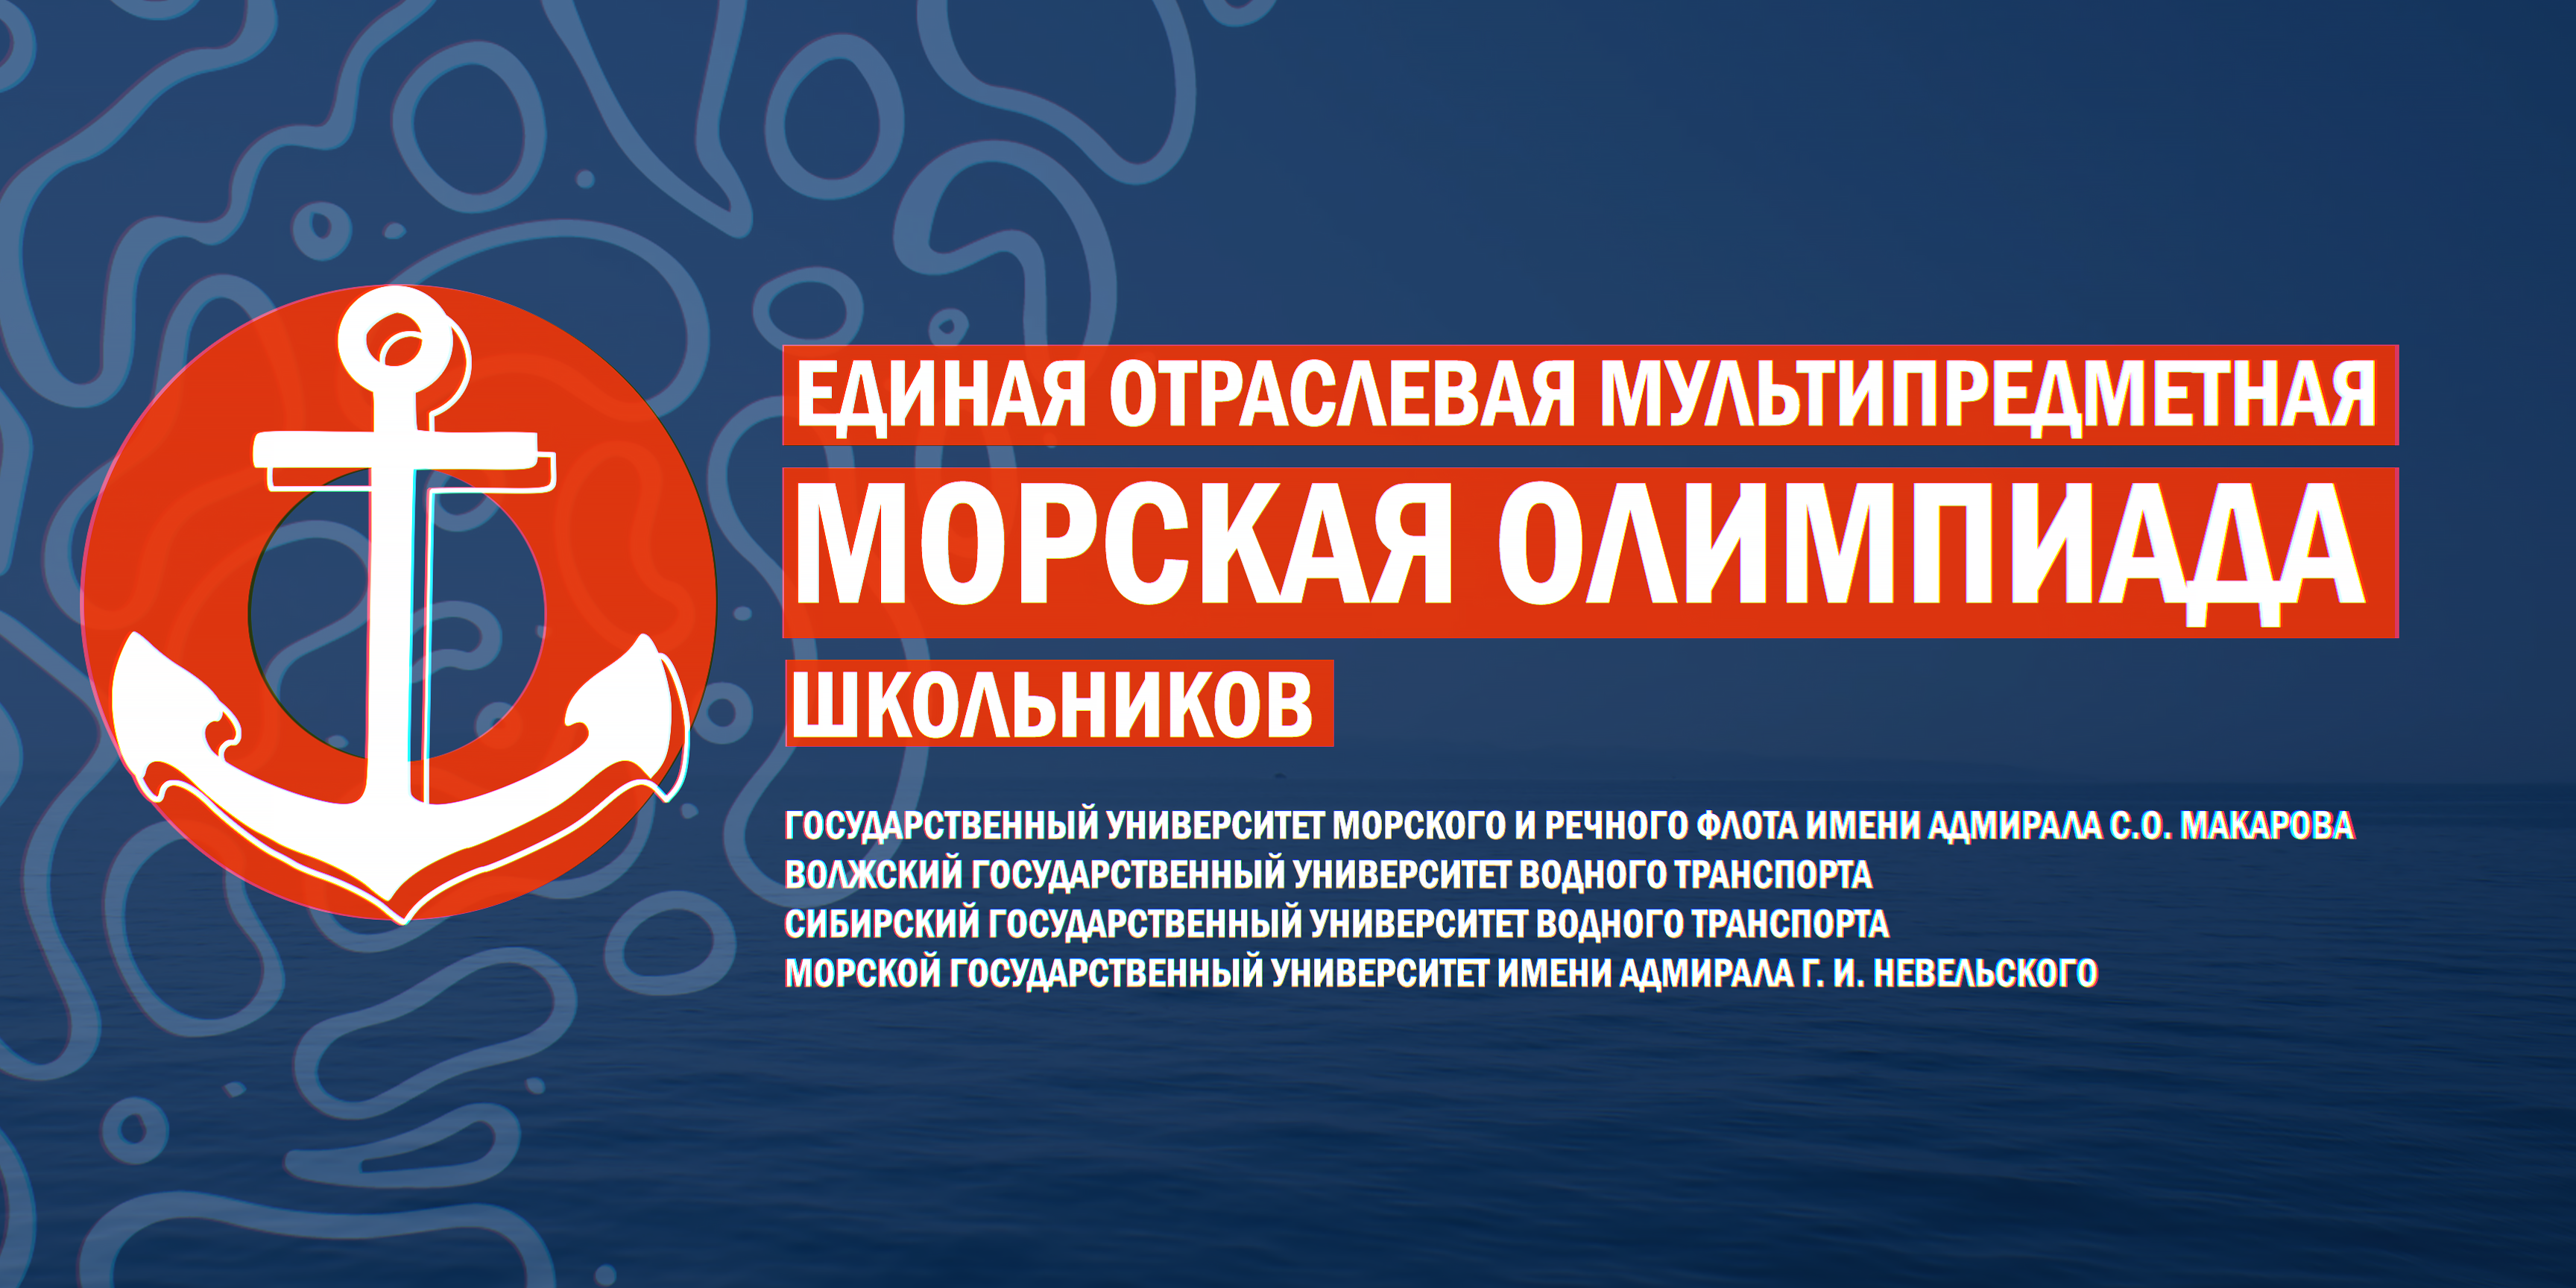 ЕДИНАЯ ОТРАСЛЕВАЯ МУЛЬТИПРЕДМЕТНАЯ
МОРСКАЯ ОЛИМПИАДА
ШКОЛЬНИКОВ
ГОСУДАРСТВЕННЫЙ УНИВЕРСИТЕТ МОРСКОГО И РЕЧНОГО ФЛОТА ИМЕНИ АДМИРАЛА С.О. МАКАРОВА
ВОЛЖСКИЙ ГОСУДАРСТВЕННЫЙ УНИВЕРСИТЕТ ВОДНОГО ТРАНСПОРТА
СИБИРСКИЙ ГОСУДАРСТВЕННЫЙ УНИВЕРСИТЕТ ВОДНОГО ТРАНСПОРТА
МОРСКОЙ ГОСУДАРСТВЕННЫЙ УНИВЕРСИТЕТ ИМЕНИ АДМИРАЛА Г. И. НЕВЕЛЬСКОГО